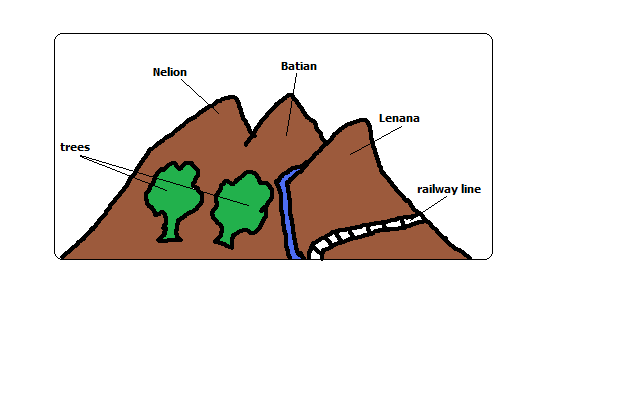 Batian
Nelion
Lenana
trees
railway line